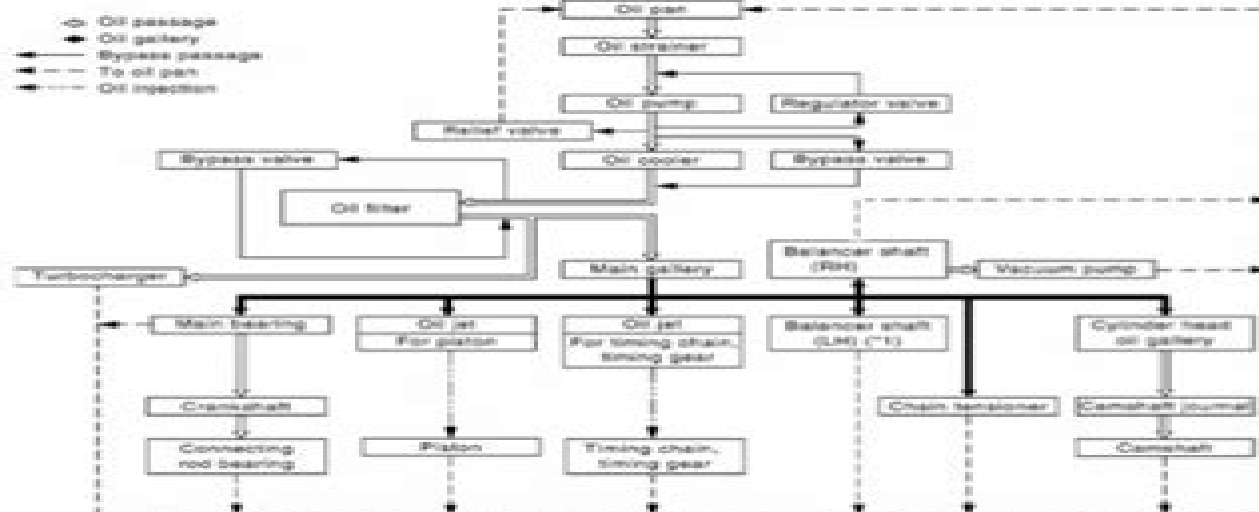 Oil pan
Oil passage
Oil gallery
Bypass passage
To oil pan
Oil injection
Oil strainer
Oil pump
Regulator valve
Relief valve
Bypass valve
Oil cooler
Bypass valve
Oil filter
Turbocharger
Main gallery
Balancer shaft
(RH)
Vacuum pump
Main bearing
Oil jet
For piston
Oil jet
For timing chain,
timing gear
Balancer shaft
(LH) (*1)
Cylinder head
oil gallery
Crankshaft
Chain tensioner
Camshaft journal
Connecting
rod bearing
Piston
Timing chain,
timing gear
Camshaft